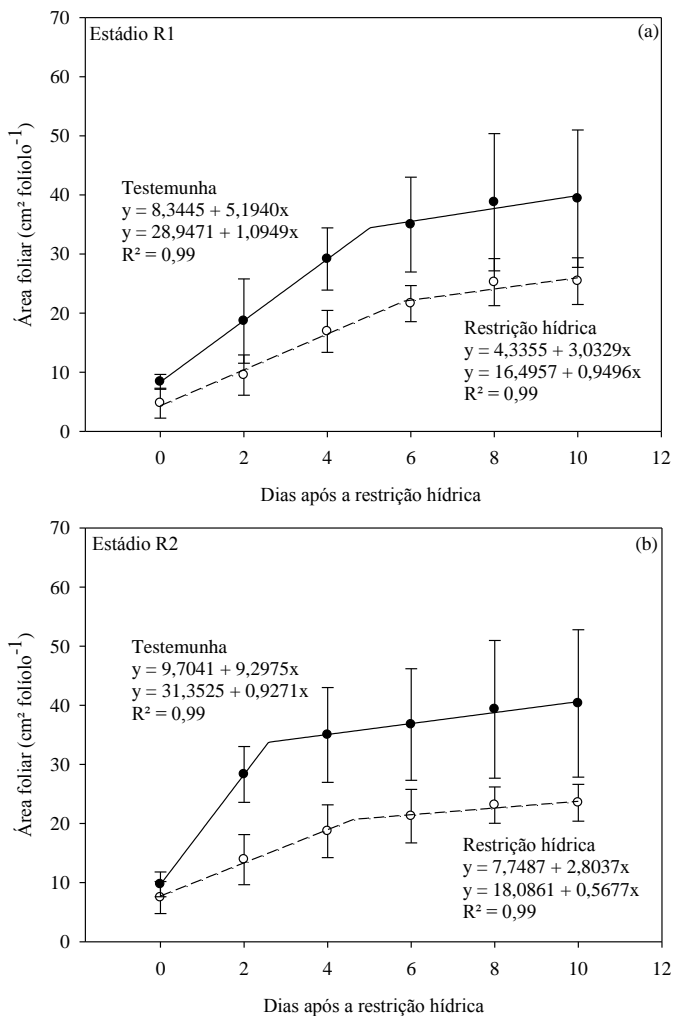 Estádio R1
(a)
70
60
50
40
30
20
10
0
Área foliar (cm² folíolo-1)
Testemunha
y = 8,3445 + 5,1940x
y = 28,9471 + 1,0949x
R² = 0,99
Restrição hídrica
y = 4,3355 + 3,0329x
y = 16,4957 + 0,9496x
R² = 0,99
0 2 4 6 8 10 12
Dias após a restrição hídrica
Estádio R2
(b)
70
60
50
40
30
20
10
0
Área foliar (cm² folíolo-1)
Testemunha
y = 9,7041 + 9,2975x
y = 31,3525 + 0,9271x
R² = 0,99
Restrição hídrica
y = 7,7487 + 2,8037x
y = 18,0861 + 0,5677x
R² = 0,99
0 2 4 6 8 10 12
Dias após a restrição hídrica